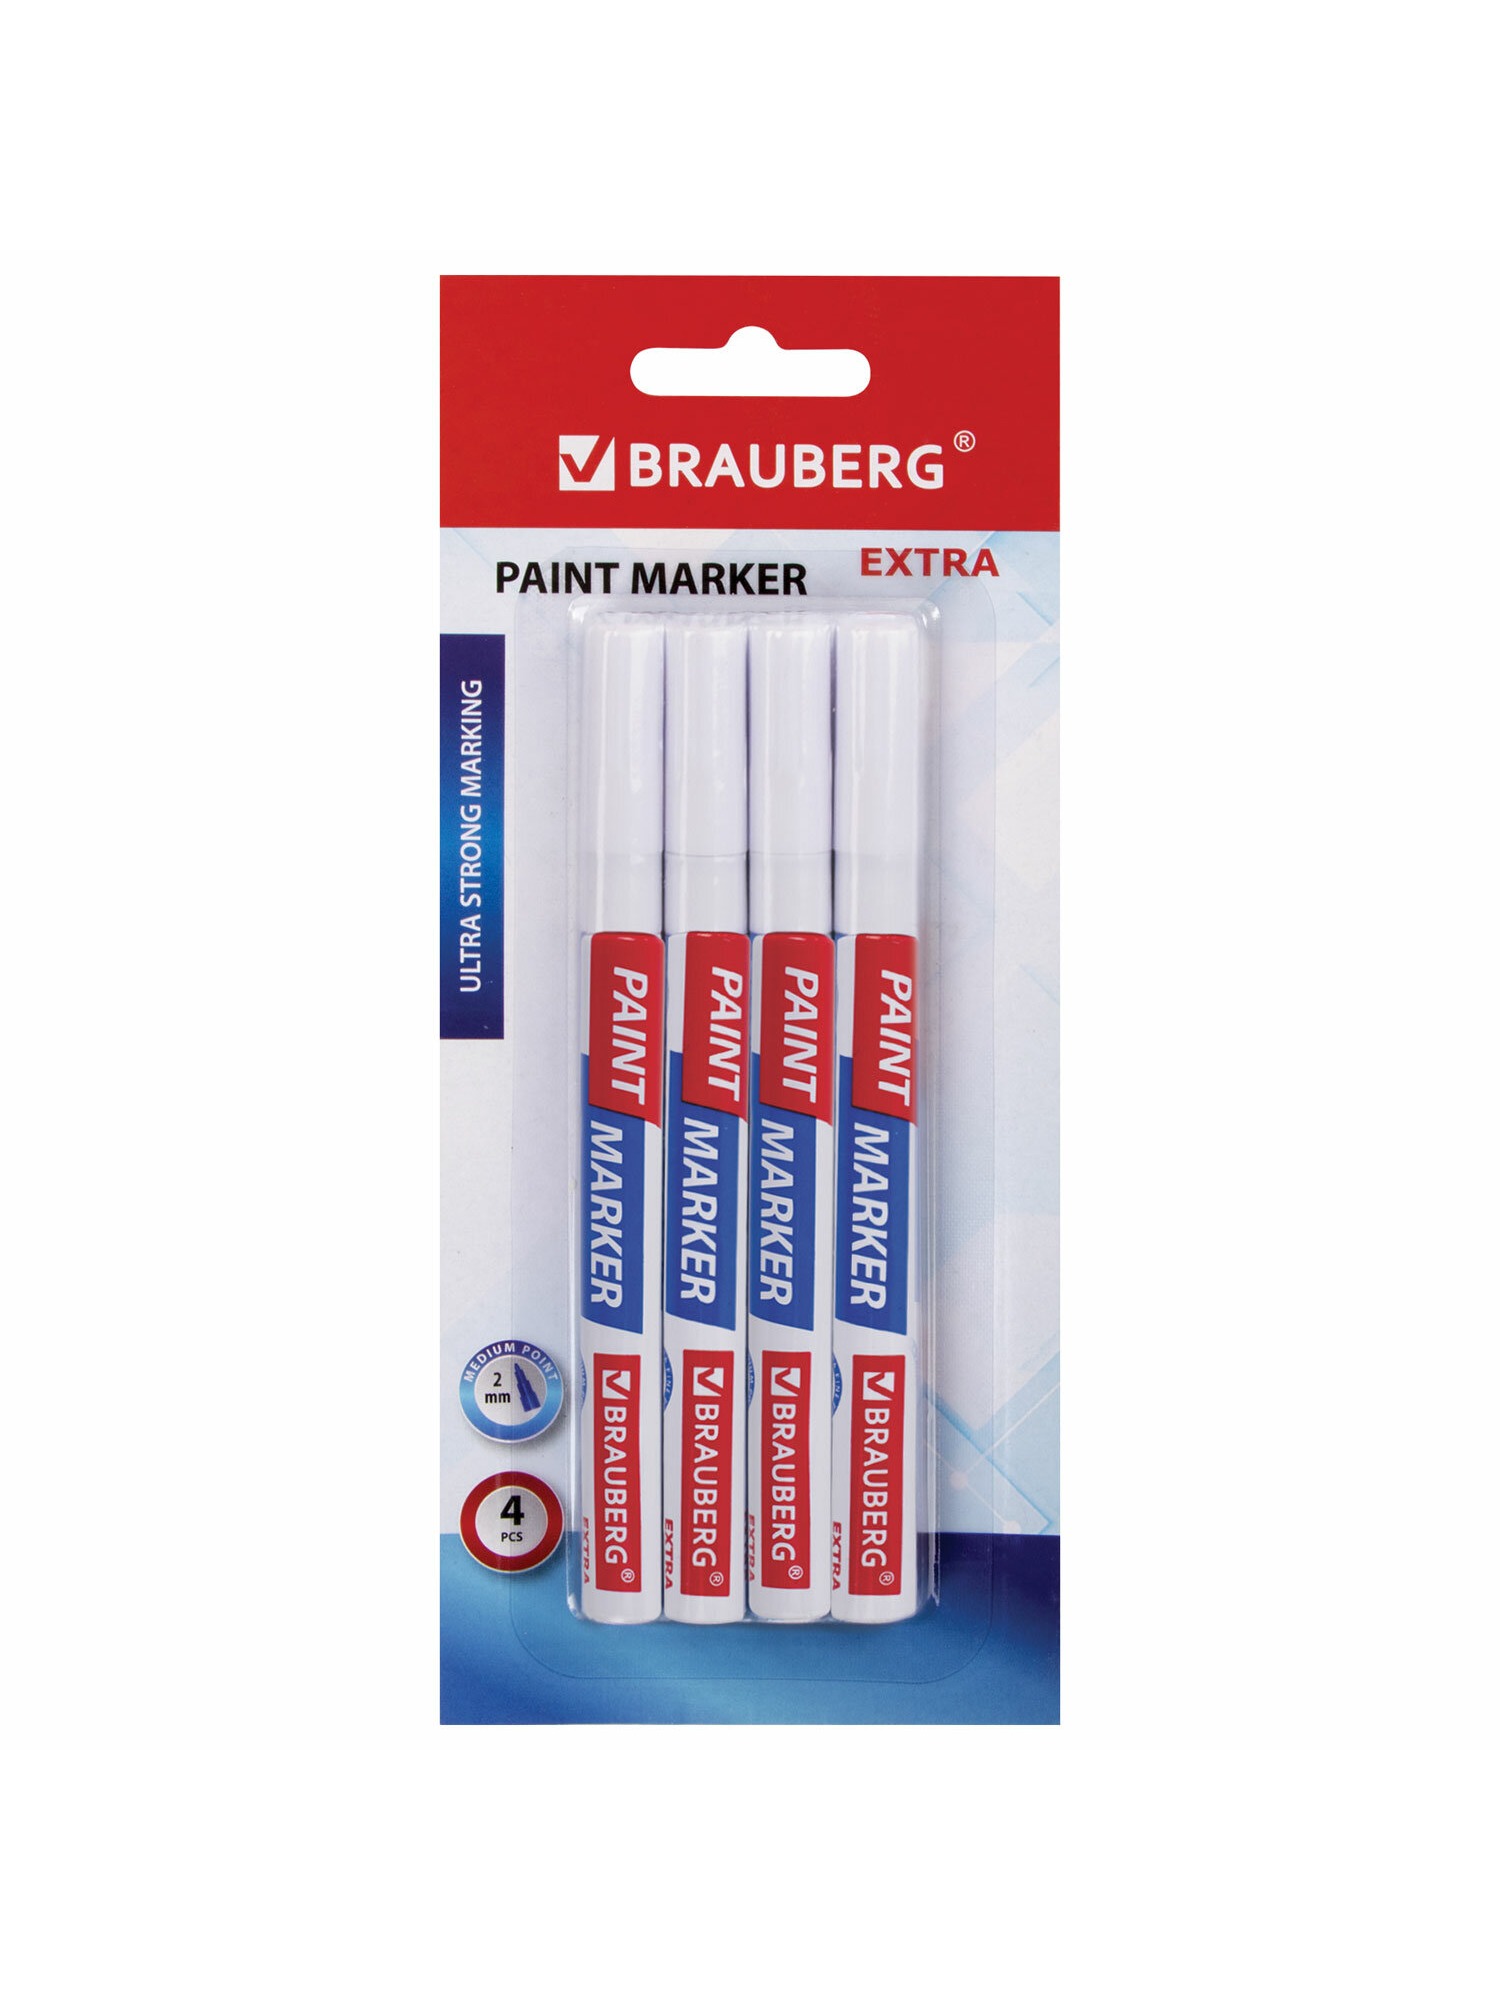 BRAUBERG®
PAINT MARKER
EXTRA
ULTRA STRONG MARKING
PAINT
MARKER
BRAUBERG®
EXTRA
PAINT
MARKER
BRAUBERG®
EXTRA
PAINT
MARKER
BRAUBERG®
EXTRA
PAINT
MARKER
BRAUBERG®
EXTRA
MEDIUM POINT
2
mm
4
PCS